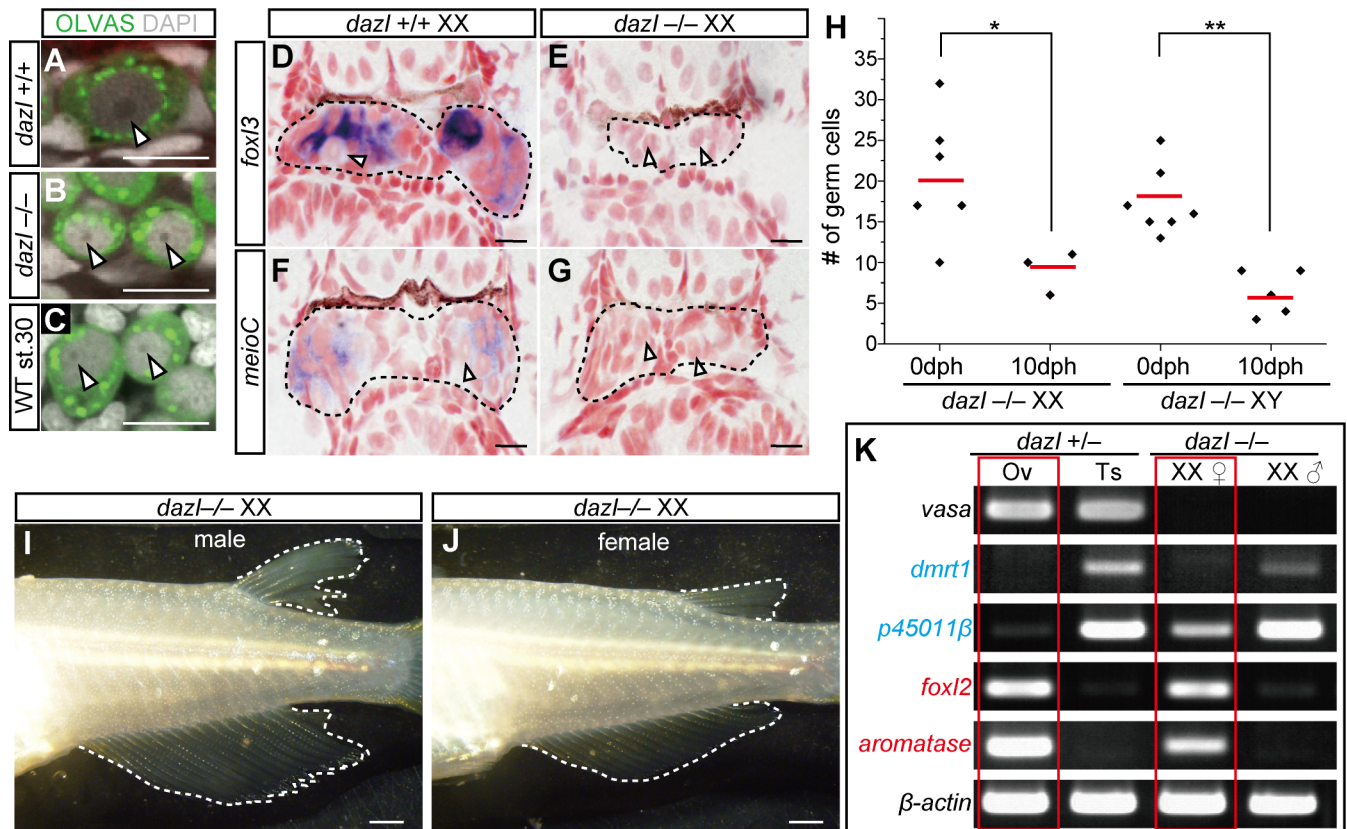 OLVAS DAPI
dazl +/+
A
dazl –/–
B
WT st.30
C
dazl +/+ XX
dazl –/– XX
foxl3
D
E
meioC
F
G
H
# of germ cells
35
30
25
20
15
10
5
0
*
**
0dph 10dph 0dph 10dph
dazl –/– XX dazl –/– XY
dazl–/– XX
I male
dazl–/– XX
J female
K
dazl +/– dazl –/–
Ov Ts XX ♀ XX ♂
vasa
dmrt1
p45011β
foxl2
aromatase
β-actin